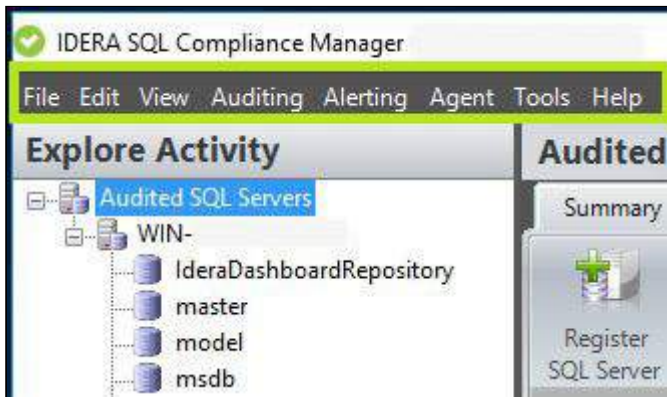 IDERA SQL Compliance Manager
File Edit View Auditing Alerting Agent Tools Help
Explore Activity
Audited SQL Servers
WIN-
IderaDashboardRepository
master
model
msdb
Audited
Summary
Register
SQL Server